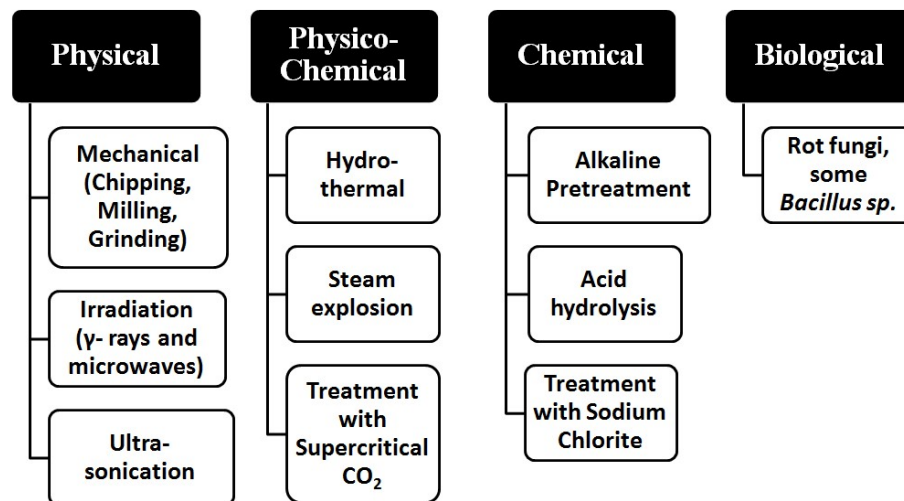 Physical
Mechanical
(Chipping,
Milling,
Grinding)
Irradiation
(γ- rays and
microwaves)
Ultra-
sonication
Physico-
Chemical
Hydro-
thermal
Steam
explosion
Treatment
with
Supercritical
CO₂
Chemical
Alkaline
Pretreatment
Acid
hydrolysis
Treatment
with Sodium
Chlorite
Biological
Rot fungi,
some
Bacillus sp.